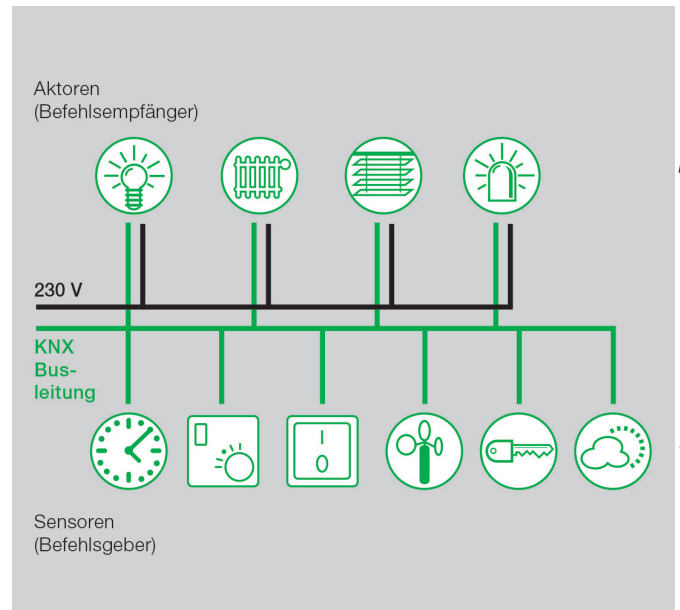 Aktoren
(Befehlsempfänger)
230 V
KNX
Bus-
leitung
Sensoren
(Befehlsgeber)